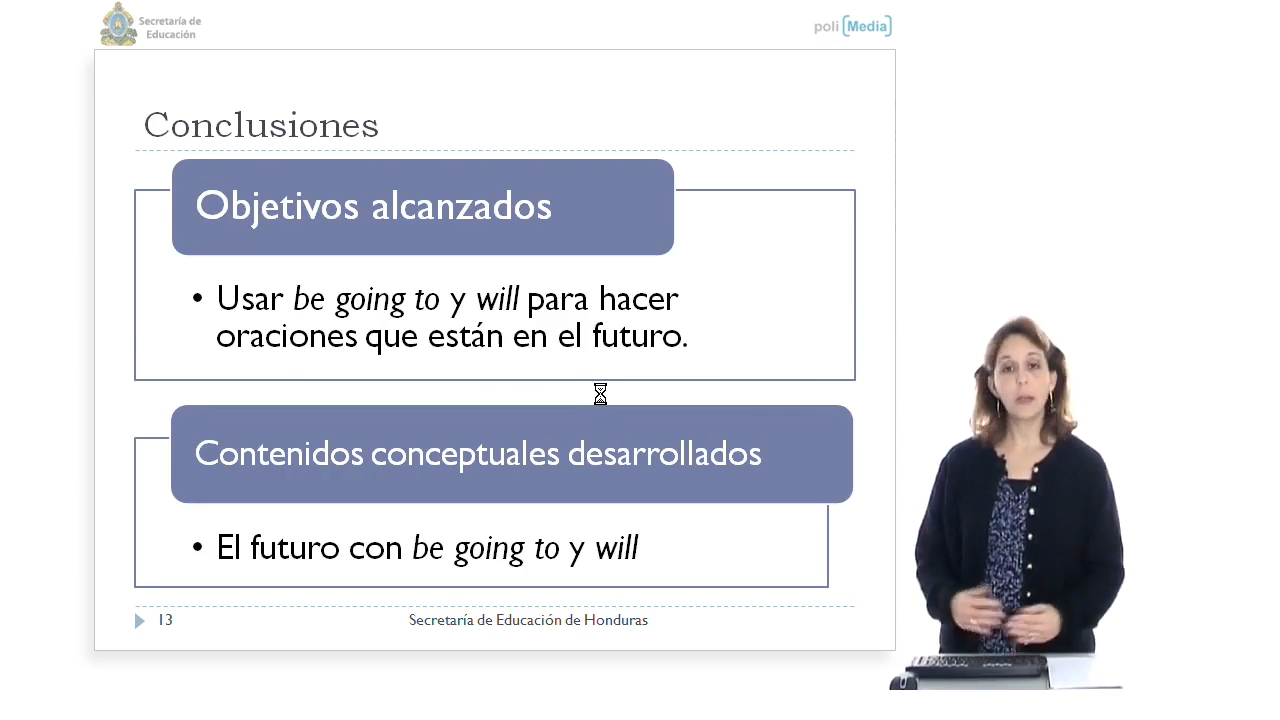 Secretaría de
Educación
poli [Media]
Conclusiones
Objetivos alcanzados
• Usar be going to y will para hacer
oraciones que están en el futuro.
Contenidos conceptuales desarrollados
• El futuro con be going to y will
13
Secretaría de Educación de Honduras